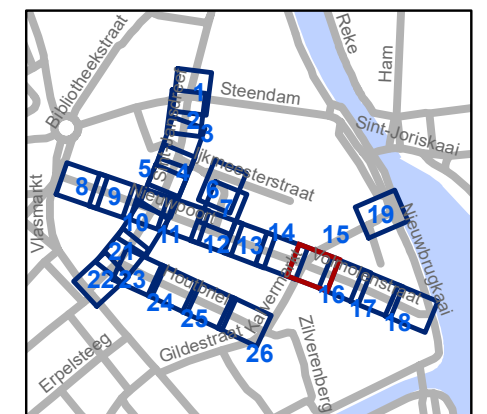 Bibliotheekstraat
Reke
Ham
Steendam
Sint-Joriskaai
Vlasmarkt
Nieuwpoort
Nieuwbrugkaai
Kalvermarkt
Zilverenberg
Gildestraat
Erpelsteeg
1
2
3
4
5
6
7
8
9
10
11
12
13
14
15
16
17
18
19
21
22
23
24
25
26